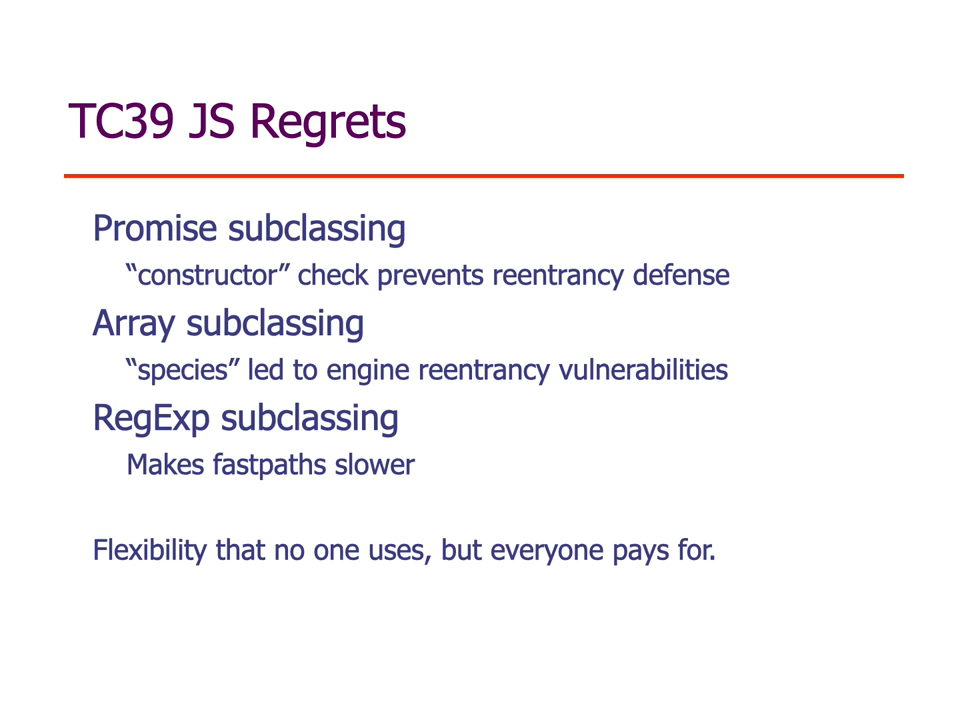 TC39 JS Regrets
Promise subclassing
“constructor” check prevents reentrancy defense
Array subclassing
“species” led to engine reentrancy vulnerabilities
RegExp subclassing
Makes fastpaths slower
Flexibility that no one uses, but everyone pays for.